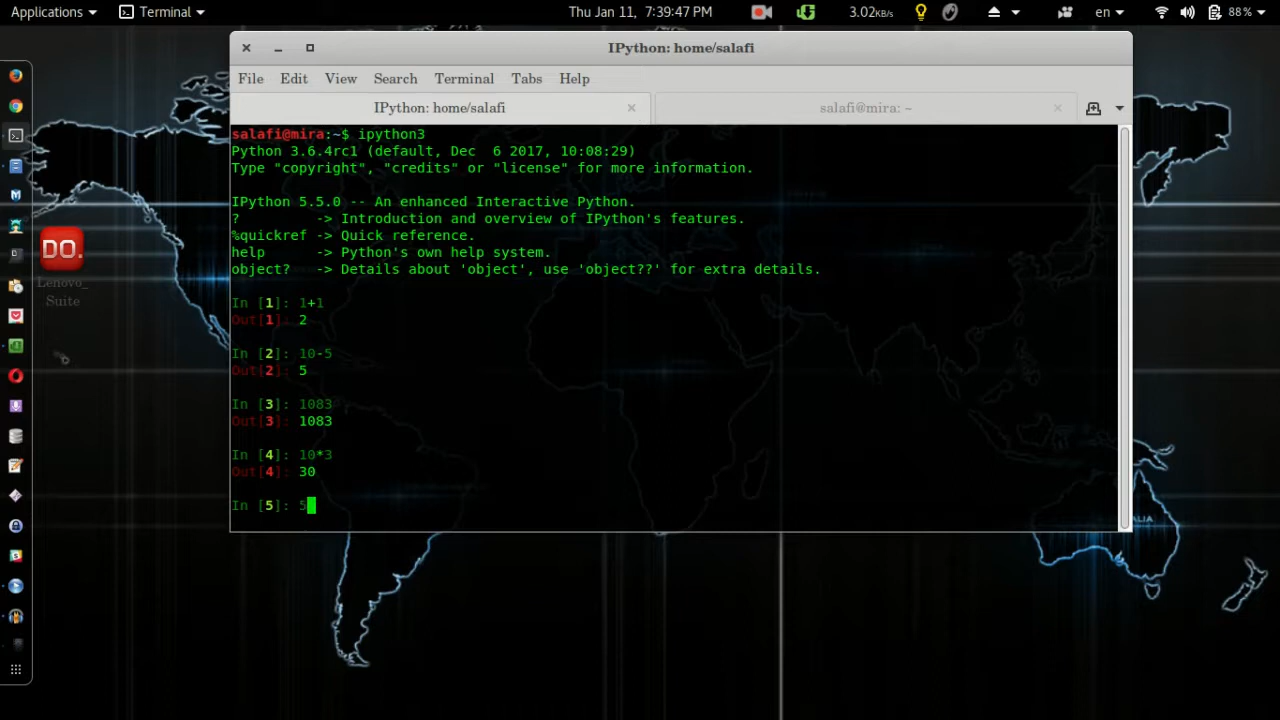 Applications Terminal Thu Jan 11, 7:39:47 PM 3.02KB/s en 88%
IPython: home/salafi
File Edit View Search Terminal Tabs Help
IPython: home/salafi salafi@mira: ~
salafi@mira:~$ ipython3
Python 3.6.4rc1 (default, Dec  6 2017, 10:08:29)
Type "copyright", "credits" or "license" for more information.
IPython 5.5.0 -- An enhanced Interactive Python.
?         -> Introduction and overview of IPython's features.
%quickref -> Quick reference.
help      -> Python's own help system.
object?   -> Details about 'object', use 'object??' for extra details.
In [1]: 1+1
Out[1]: 2
In [2]: 10-5
Out[2]: 5
In [3]: 1083
Out[3]: 1083
In [4]: 10*3
Out[4]: 30
In [5]: 5
DO.
Lenovo_
Suite